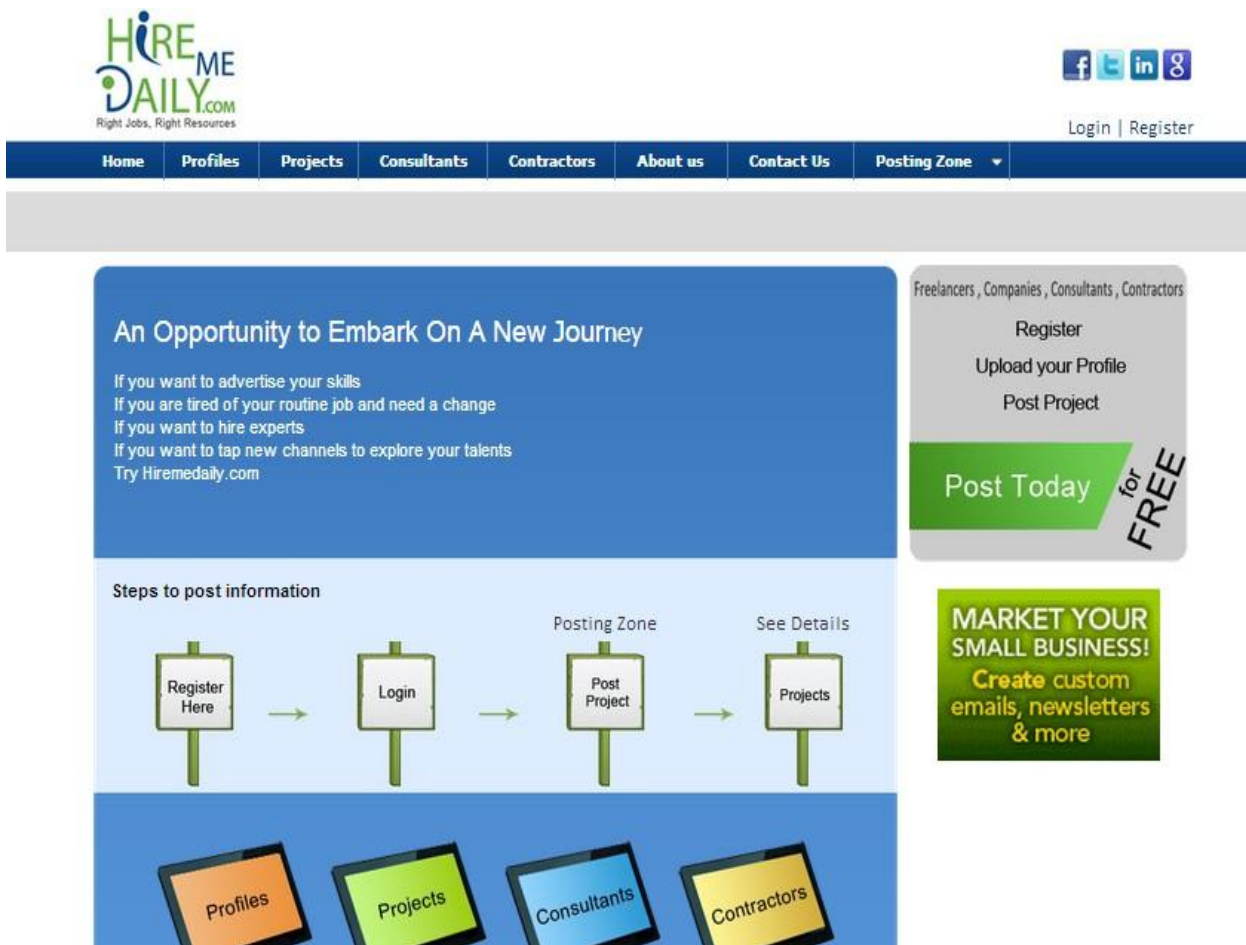 HiRE ME
DAILY.COM
Right Jobs, Right Resources
f t in 8
Login | Register
Home Profiles Projects Consultants Contractors About us Contact Us Posting Zone
An Opportunity to Embark On A New Journey
If you want to advertise your skills
If you are tired of your routine job and need a change
If you want to hire experts
If you want to tap new channels to explore your talents
Try Hiremedaily.com
Freelancers , Companies , Consultants , Contractors
Register
Upload your Profile
Post Project
Post Today
for
FREE
Steps to post information
Posting Zone
See Details
Register
Here
Login
Post
Project
Projects
MARKET YOUR
SMALL BUSINESS!
Create custom
emails, newsletters
& more
Profiles
Projects
Consultants
Contractors